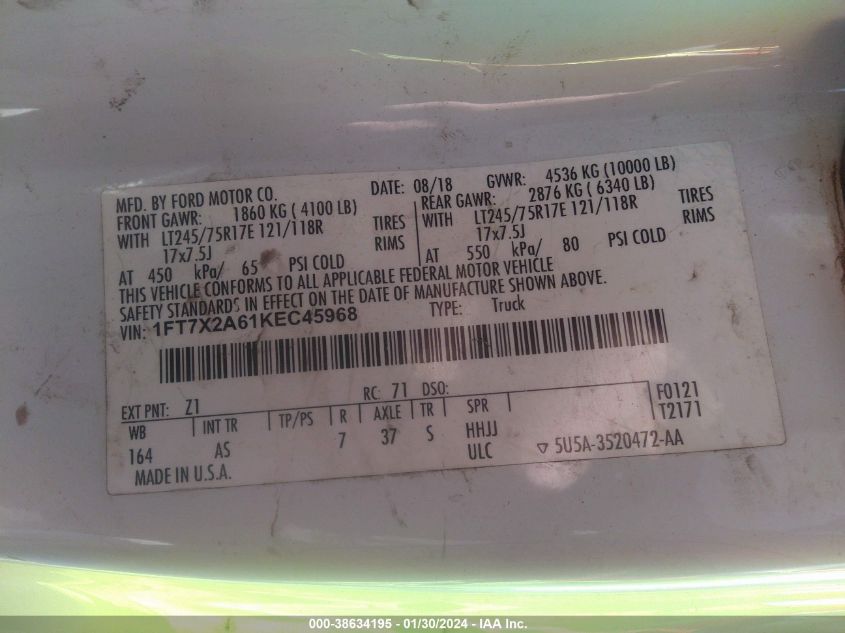 MFD. BY FORD MOTOR CO. DATE: 08/18 GVWR: 4536 KG (10000 LB)
FRONT GAWR: 1860 KG ( 4100 LB) REAR GAWR: 2876 KG ( 6340 LB)
WITH LT245/75R17E 121/118R TIRES WITH LT245/75R17E 121/118R TIRES
17x7.5J RIMS 17x7.5J RIMS
AT 450 kPa/ 65 PSI COLD AT 550 kPa/ 80 PSI COLD
THIS VEHICLE CONFORMS TO ALL APPLICABLE FEDERAL MOTOR VEHICLE
SAFETY STANDARDS IN EFFECT ON THE DATE OF MANUFACTURE SHOWN ABOVE.
VIN: 1FT7X2A61KEC45968 TYPE: Truck
EXT PNT: Z1 RC: 71 DSO: F0121
WB INT TR TP/PS R AXLE TR SPR T2171
164 AS 7 37 S HHJJ
ULC 5U5A-3520472-AA
MADE IN U.S.A.
000-38634195 - 01/30/2024 - IAA Inc.